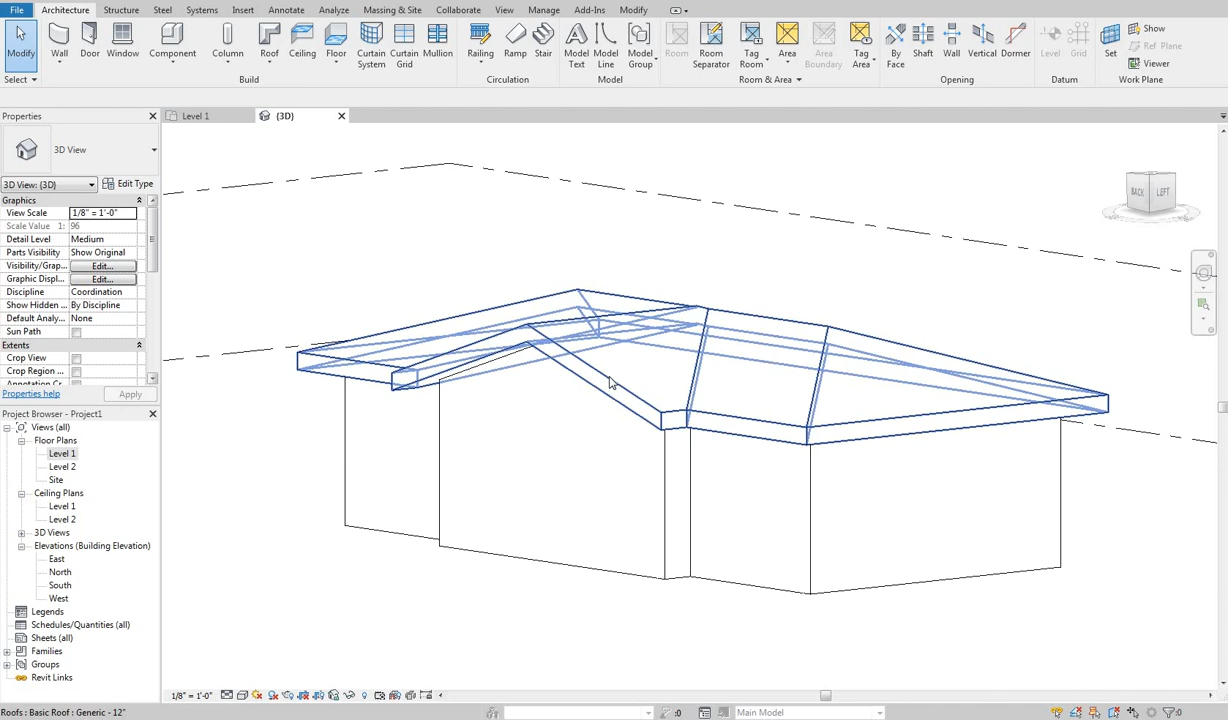 File Architecture Structure Steel Systems Insert Annotate Analyze Massing & Site Collaborate View Manage Add-Ins Modify
Modify
Wall
Door
Window
Component
Column
Roof
Ceiling
Floor
Curtain System
Curtain Grid
Mullion
Railing
Ramp
Stair
Model Text
Model Line
Model Group
Room
Room Separator
Tag Room
Area
Area Boundary
Tag Area
By Face
Shaft
Wall
Vertical
Dormer
Level
Grid
Set
Show
Ref Plane
Viewer
Select Build Circulation Model Room & Area Opening Datum Work Plane
Properties
Level 1
(3D)
3D View
3D View: (3D) Edit Type
Graphics
View Scale 1/8" = 1'-0"
Scale Value 1: 96
Detail Level Medium
Parts Visibility Show Original
Visibility/Grap... Edit...
Graphic Displ... Edit...
Discipline Coordination
Show Hidden ... By Discipline
Default Analy... None
Sun Path
Extents
Crop View
Crop Region ...
Annotation Cr
Properties help Apply
Project Browser - Project1
Views (all)
Floor Plans
Level 1
Level 2
Site
Ceiling Plans
Level 1
Level 2
3D Views
Elevations (Building Elevation)
East
North
South
West
Legends
Schedules/Quantities (all)
Sheets (all)
Families
Groups
Revit Links
BACK LEFT
1/8" = 1'-0"
Roofs : Basic Roof : Generic - 12" :0 Main Model :0